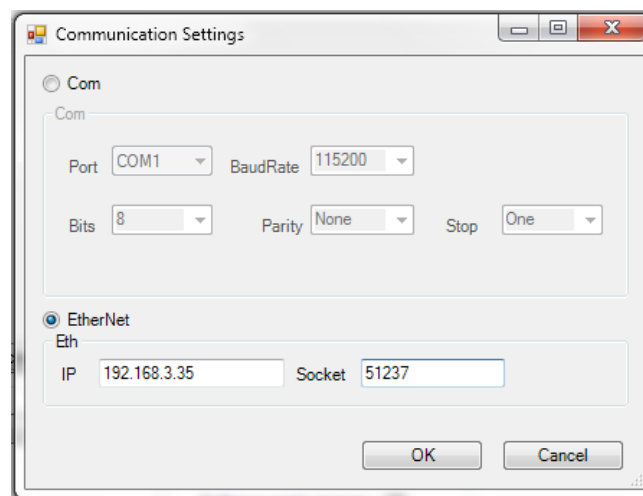 Communication Settings
Com
Com
Port COM1 BaudRate 115200
Bits 8 Parity None Stop One
EtherNet
Eth
IP 192.168.3.35 Socket 51237
OK Cancel